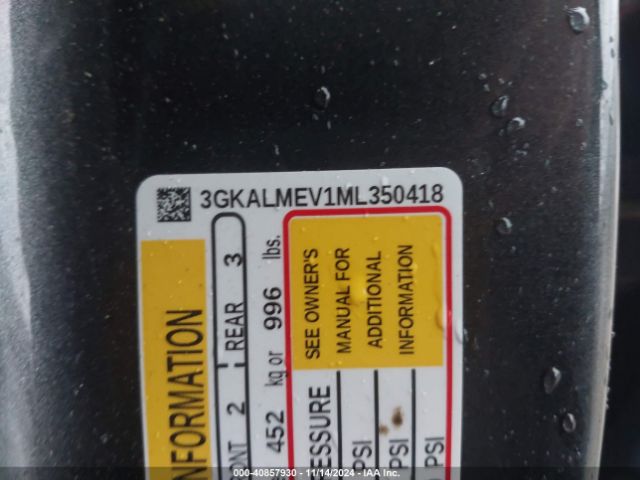 3GKALMEV1ML350418
NFORMATION
NT 2 REAR 3
452 kg or 996 lbs.
SEE OWNER'S
MANUAL FOR
ADDITIONAL
INFORMATION
ESSURE
PSI
PSI
PSI
000-40857930 - 11/14/2024 - IAA Inc.